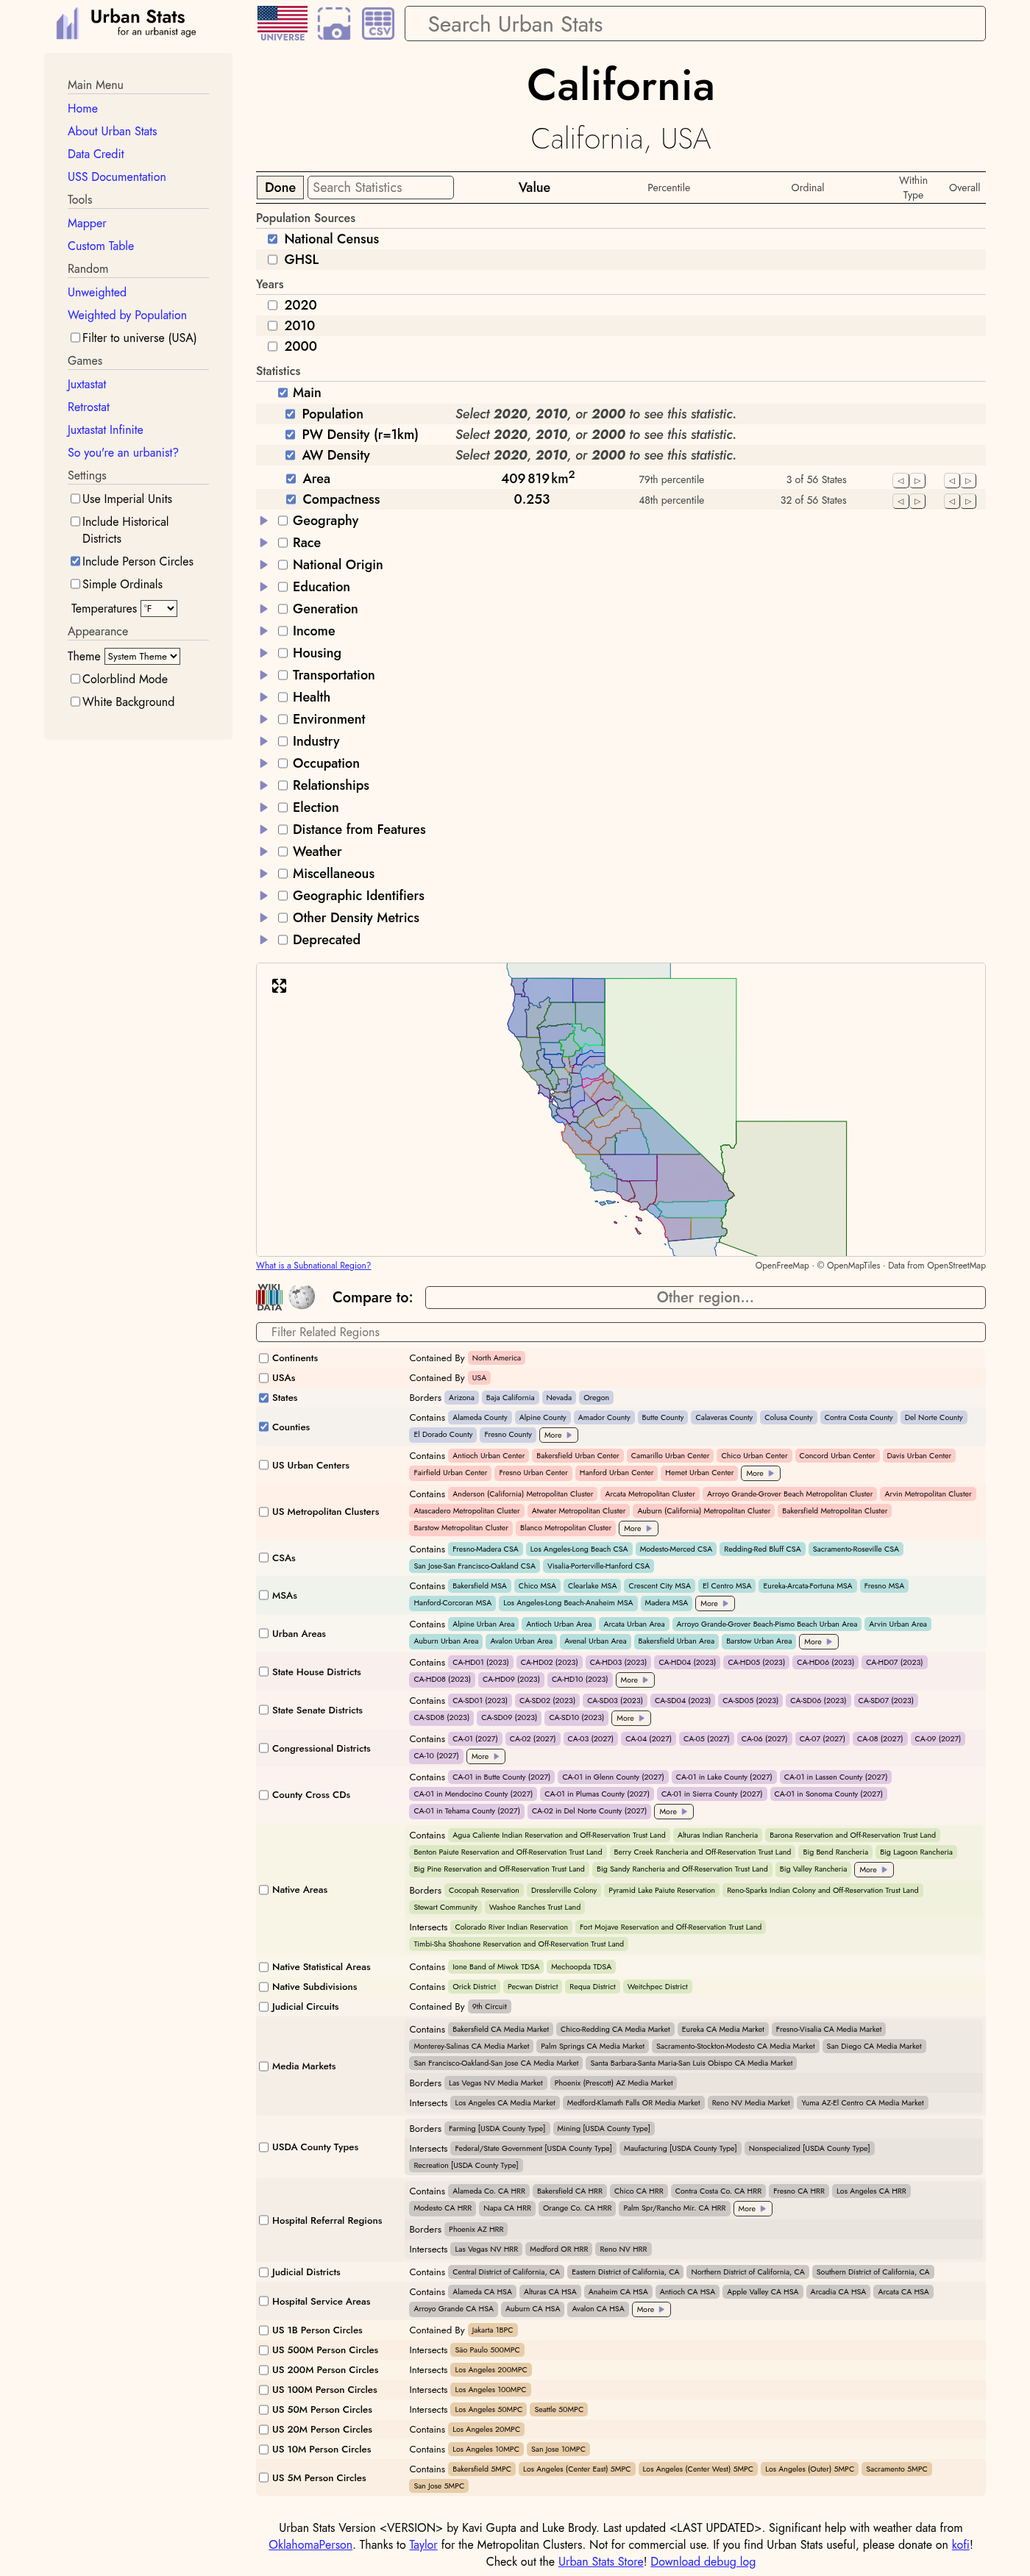 Urban Stats
for an urbanist age
UNIVERSE
CSV
Search Urban Stats
Main Menu
Home
About Urban Stats
Data Credit
USS Documentation
Tools
Mapper
Custom Table
Random
Unweighted
Weighted by Population
Filter to universe (USA)
Games
Juxtastat
Retrostat
Juxtastat Infinite
So you're an urbanist?
Settings
Use Imperial Units
Include Historical
Districts
Include Person Circles
Simple Ordinals
Temperatures °F
Appearance
Theme System Theme
Colorblind Mode
White Background
California
California, USA
Done Search Statistics Value Percentile Ordinal Within Type Overall
Population Sources
National Census
GHSL
Years
2020
2010
2000
Statistics
Main
Population Select 2020, 2010, or 2000 to see this statistic.
PW Density (r=1km) Select 2020, 2010, or 2000 to see this statistic.
AW Density Select 2020, 2010, or 2000 to see this statistic.
Area 409 819 km² 79th percentile 3 of 56 States
Compactness 0.253 48th percentile 32 of 56 States
Geography
Race
National Origin
Education
Generation
Income
Housing
Transportation
Health
Environment
Industry
Occupation
Relationships
Election
Distance from Features
Weather
Miscellaneous
Geographic Identifiers
Other Density Metrics
Deprecated
What is a Subnational Region? OpenFreeMap · © OpenMapTiles · Data from OpenStreetMap
WIKI
DATA
Compare to: Other region...
Filter Related Regions
Continents Contained By North America
USAs Contained By USA
States Borders Arizona Baja California Nevada Oregon
Counties Contains Alameda County Alpine County Amador County Butte County Calaveras County Colusa County Contra Costa County Del Norte County
El Dorado County Fresno County More
US Urban Centers Contains Antioch Urban Center Bakersfield Urban Center Camarillo Urban Center Chico Urban Center Concord Urban Center Davis Urban Center
Fairfield Urban Center Fresno Urban Center Hanford Urban Center Hemet Urban Center More
US Metropolitan Clusters Contains Anderson (California) Metropolitan Cluster Arcata Metropolitan Cluster Arroyo Grande-Grover Beach Metropolitan Cluster Arvin Metropolitan Cluster
Atascadero Metropolitan Cluster Atwater Metropolitan Cluster Auburn (California) Metropolitan Cluster Bakersfield Metropolitan Cluster
Barstow Metropolitan Cluster Blanco Metropolitan Cluster More
CSAs Contains Fresno-Madera CSA Los Angeles-Long Beach CSA Modesto-Merced CSA Redding-Red Bluff CSA Sacramento-Roseville CSA
San Jose-San Francisco-Oakland CSA Visalia-Porterville-Hanford CSA
MSAs Contains Bakersfield MSA Chico MSA Clearlake MSA Crescent City MSA El Centro MSA Eureka-Arcata-Fortuna MSA Fresno MSA
Hanford-Corcoran MSA Los Angeles-Long Beach-Anaheim MSA Madera MSA More
Urban Areas Contains Alpine Urban Area Antioch Urban Area Arcata Urban Area Arroyo Grande-Grover Beach-Pismo Beach Urban Area Arvin Urban Area
Auburn Urban Area Avalon Urban Area Avenal Urban Area Bakersfield Urban Area Barstow Urban Area More
State House Districts Contains CA-HD01 (2023) CA-HD02 (2023) CA-HD03 (2023) CA-HD04 (2023) CA-HD05 (2023) CA-HD06 (2023) CA-HD07 (2023)
CA-HD08 (2023) CA-HD09 (2023) CA-HD10 (2023) More
State Senate Districts Contains CA-SD01 (2023) CA-SD02 (2023) CA-SD03 (2023) CA-SD04 (2023) CA-SD05 (2023) CA-SD06 (2023) CA-SD07 (2023)
CA-SD08 (2023) CA-SD09 (2023) CA-SD10 (2023) More
Congressional Districts Contains CA-01 (2027) CA-02 (2027) CA-03 (2027) CA-04 (2027) CA-05 (2027) CA-06 (2027) CA-07 (2027) CA-08 (2027) CA-09 (2027)
CA-10 (2027) More
County Cross CDs Contains CA-01 in Butte County (2027) CA-01 in Glenn County (2027) CA-01 in Lake County (2027) CA-01 in Lassen County (2027)
CA-01 in Mendocino County (2027) CA-01 in Plumas County (2027) CA-01 in Sierra County (2027) CA-01 in Sonoma County (2027)
CA-01 in Tehama County (2027) CA-02 in Del Norte County (2027) More
Native Areas Contains Agua Caliente Indian Reservation and Off-Reservation Trust Land Alturas Indian Rancheria Barona Reservation and Off-Reservation Trust Land
Benton Paiute Reservation and Off-Reservation Trust Land Berry Creek Rancheria and Off-Reservation Trust Land Big Bend Rancheria Big Lagoon Rancheria
Big Pine Reservation and Off-Reservation Trust Land Big Sandy Rancheria and Off-Reservation Trust Land Big Valley Rancheria More
Borders Cocopah Reservation Dresslerville Colony Pyramid Lake Paiute Reservation Reno-Sparks Indian Colony and Off-Reservation Trust Land
Stewart Community Washoe Ranches Trust Land
Intersects Colorado River Indian Reservation Fort Mojave Reservation and Off-Reservation Trust Land
Timbi-Sha Shoshone Reservation and Off-Reservation Trust Land
Native Statistical Areas Contains Ione Band of Miwok TDSA Mechoopda TDSA
Native Subdivisions Contains Orick District Pecwan District Requa District Weitchpec District
Judicial Circuits Contained By 9th Circuit
Media Markets Contains Bakersfield CA Media Market Chico-Redding CA Media Market Eureka CA Media Market Fresno-Visalia CA Media Market
Monterey-Salinas CA Media Market Palm Springs CA Media Market Sacramento-Stockton-Modesto CA Media Market San Diego CA Media Market
San Francisco-Oakland-San Jose CA Media Market Santa Barbara-Santa Maria-San Luis Obispo CA Media Market
Borders Las Vegas NV Media Market Phoenix (Prescott) AZ Media Market
Intersects Los Angeles CA Media Market Medford-Klamath Falls OR Media Market Reno NV Media Market Yuma AZ-El Centro CA Media Market
USDA County Types Borders Farming [USDA County Type] Mining [USDA County Type]
Intersects Federal/State Government [USDA County Type] Maufacturing [USDA County Type] Nonspecialized [USDA County Type]
Recreation [USDA County Type]
Hospital Referral Regions Contains Alameda Co. CA HRR Bakersfield CA HRR Chico CA HRR Contra Costa Co. CA HRR Fresno CA HRR Los Angeles CA HRR
Modesto CA HRR Napa CA HRR Orange Co. CA HRR Palm Spr/Rancho Mir. CA HRR More
Borders Phoenix AZ HRR
Intersects Las Vegas NV HRR Medford OR HRR Reno NV HRR
Judicial Districts Contains Central District of California, CA Eastern District of California, CA Northern District of California, CA Southern District of California, CA
Hospital Service Areas Contains Alameda CA HSA Alturas CA HSA Anaheim CA HSA Antioch CA HSA Apple Valley CA HSA Arcadia CA HSA Arcata CA HSA
Arroyo Grande CA HSA Auburn CA HSA Avalon CA HSA More
US 1B Person Circles Contained By Jakarta 1BPC
US 500M Person Circles Intersects São Paulo 500MPC
US 200M Person Circles Intersects Los Angeles 200MPC
US 100M Person Circles Intersects Los Angeles 100MPC
US 50M Person Circles Intersects Los Angeles 50MPC Seattle 50MPC
US 20M Person Circles Contains Los Angeles 20MPC
US 10M Person Circles Contains Los Angeles 10MPC San Jose 10MPC
US 5M Person Circles Contains Bakersfield 5MPC Los Angeles (Center East) 5MPC Los Angeles (Center West) 5MPC Los Angeles (Outer) 5MPC Sacramento 5MPC
San Jose 5MPC
Urban Stats Version <VERSION> by Kavi Gupta and Luke Brody. Last updated <LAST UPDATED>. Significant help with weather data from
OklahomaPerson. Thanks to Taylor for the Metropolitan Clusters. Not for commercial use. If you find Urban Stats useful, please donate on kofi!
Check out the Urban Stats Store! Download debug log